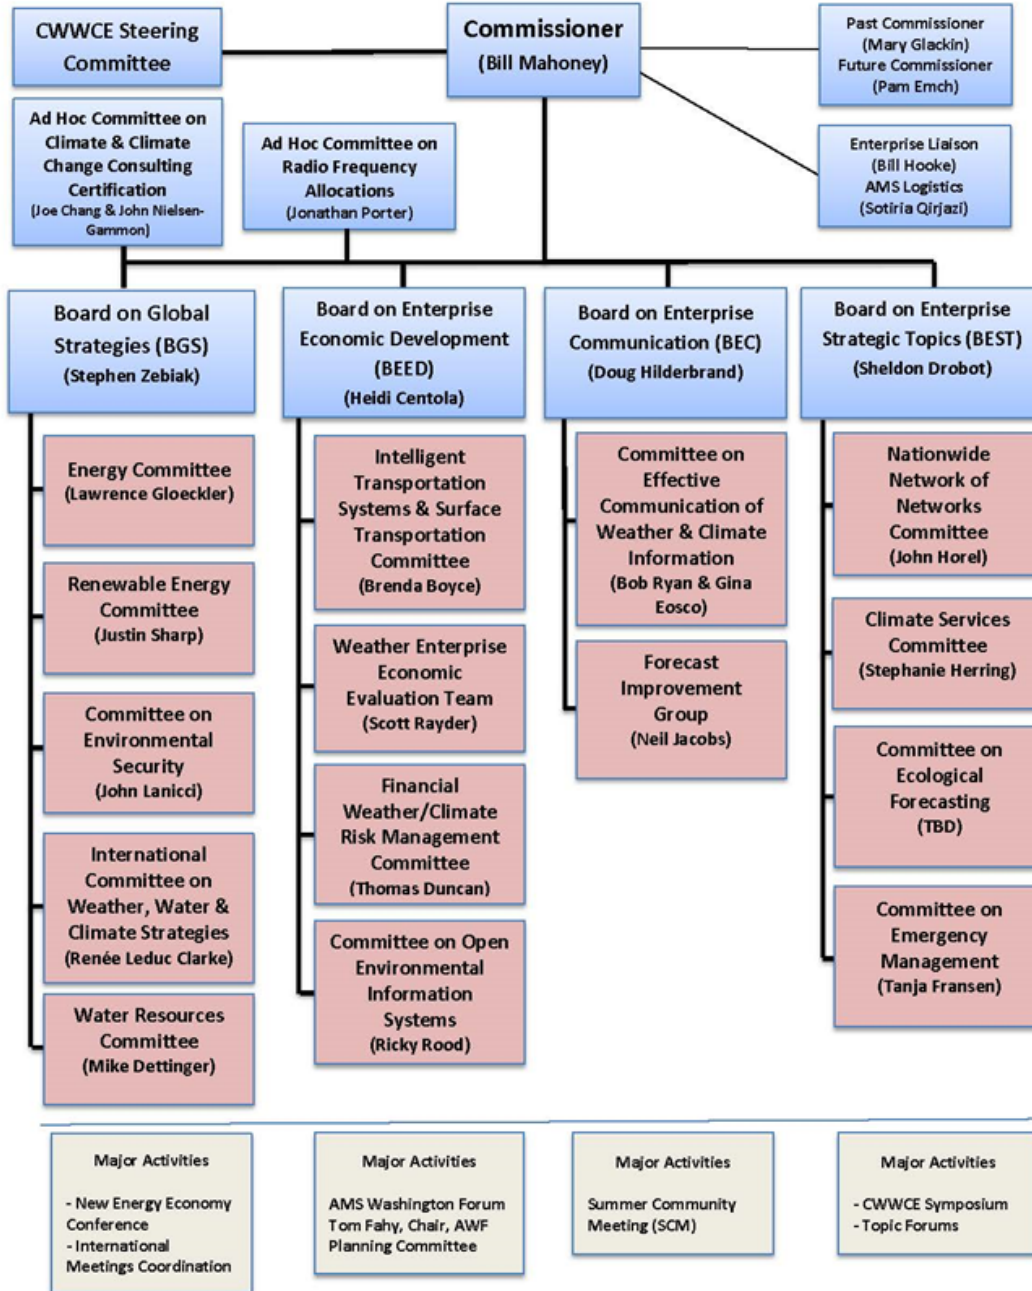 CWWCE Steering
Committee
Commissioner
(Bill Mahoney)
Past Commissioner
(Mary Glackin)
Future Commissioner
(Pam Emch)
Ad Hoc Committee on
Climate & Climate
Change Consulting
Certification
(Joe Chang & John Nielsen-
Gammon)
Ad Hoc Committee on
Radio Frequency
Allocations
(Jonathan Porter)
Enterprise Liaison
(Bill Hooke)
AMS Logistics
(Sotiria Qirjazi)
Board on Global
Strategies (BGS)
(Stephen Zebiak)
Board on Enterprise
Economic Development
(BEED)
(Heidi Centola)
Board on Enterprise
Communication (BEC)
(Doug Hilderbrand)
Board on Enterprise
Strategic Topics (BEST)
(Sheldon Drobot)
Energy Committee
(Lawrence Gloeckler)
Renewable Energy
Committee
(Justin Sharp)
Committee on
Environmental
Security
(John Lanicci)
International
Committee on
Weather, Water &
Climate Strategies
(Renée Leduc Clarke)
Water Resources
Committee
(Mike Dettinger)
Intelligent
Transportation
Systems & Surface
Transportation
Committee
(Brenda Boyce)
Weather Enterprise
Economic
Evaluation Team
(Scott Rayder)
Financial
Weather/Climate
Risk Management
Committee
(Thomas Duncan)
Committee on Open
Environmental
Information
Systems
(Ricky Rood)
Committee on
Effective
Communication of
Weather & Climate
Information
(Bob Ryan & Gina
Eosco)
Forecast
Improvement
Group
(Neil Jacobs)
Nationwide
Network of
Networks
Committee
(John Horel)
Climate Services
Committee
(Stephanie Herring)
Committee on
Ecological
Forecasting
(TBD)
Committee on
Emergency
Management
(Tanja Fransen)
Major Activities
- New Energy Economy
Conference
- International
Meetings Coordination
Major Activities
AMS Washington Forum
Tom Fahy, Chair, AWF
Planning Committee
Major Activities
Summer Community
Meeting (SCM)
Major Activities
- CWWCE Symposium
- Topic Forums